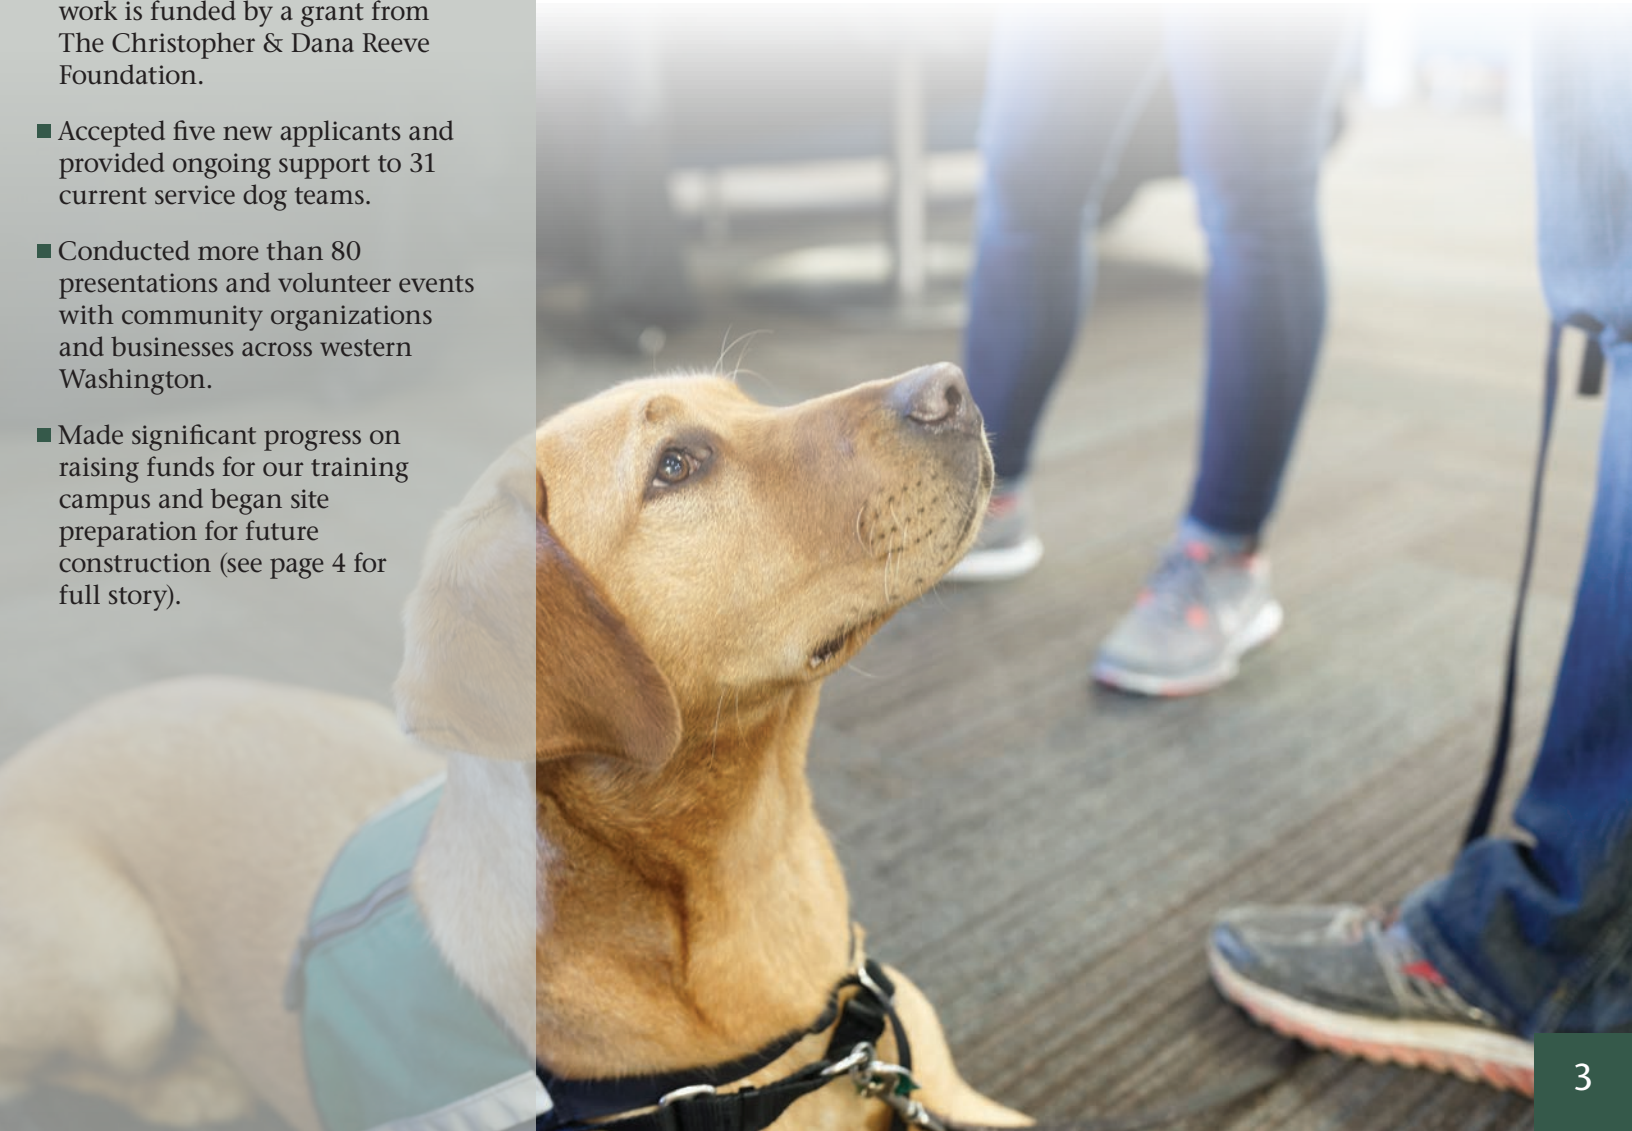 work is funded by a grant from
The Christopher & Dana Reeve
Foundation.
■ Accepted five new applicants and
provided ongoing support to 31
current service dog teams.
■ Conducted more than 80
presentations and volunteer events
with community organizations
and businesses across western
Washington.
■ Made significant progress on
raising funds for our training
campus and began site
preparation for future
construction (see page 4 for
full story).
3